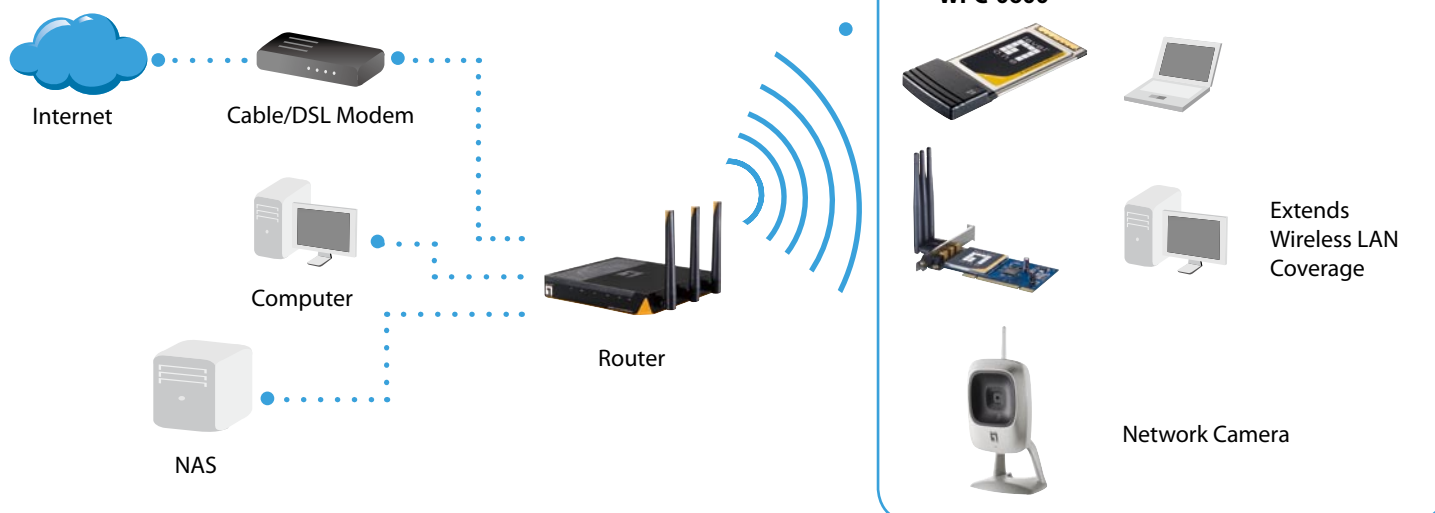 Internet
Cable/DSL Modem
Computer
NAS
Router
Extends
Wireless LAN
Coverage
Network Camera